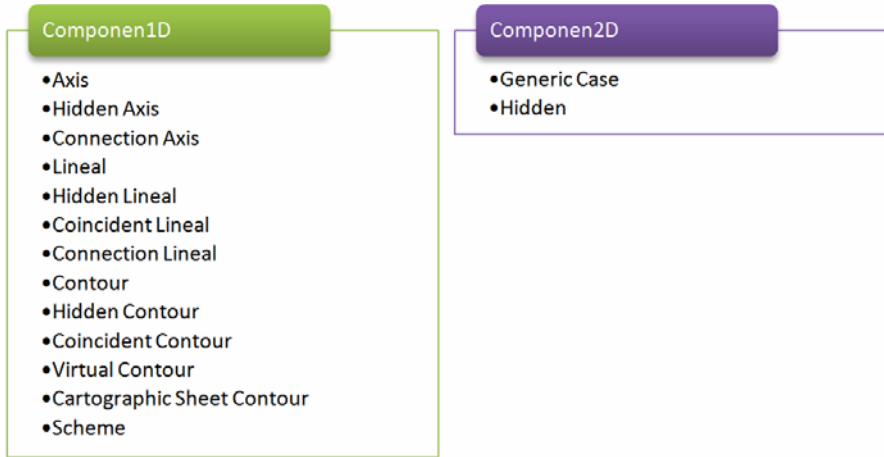 Componen1D
•Axis
•Hidden Axis
•Connection Axis
•Lineal
•Hidden Lineal
•Coincident Lineal
•Connection Lineal
•Contour
•Hidden Contour
•Coincident Contour
•Virtual Contour
•Cartographic Sheet Contour
•Scheme
Componen2D
•Generic Case
•Hidden